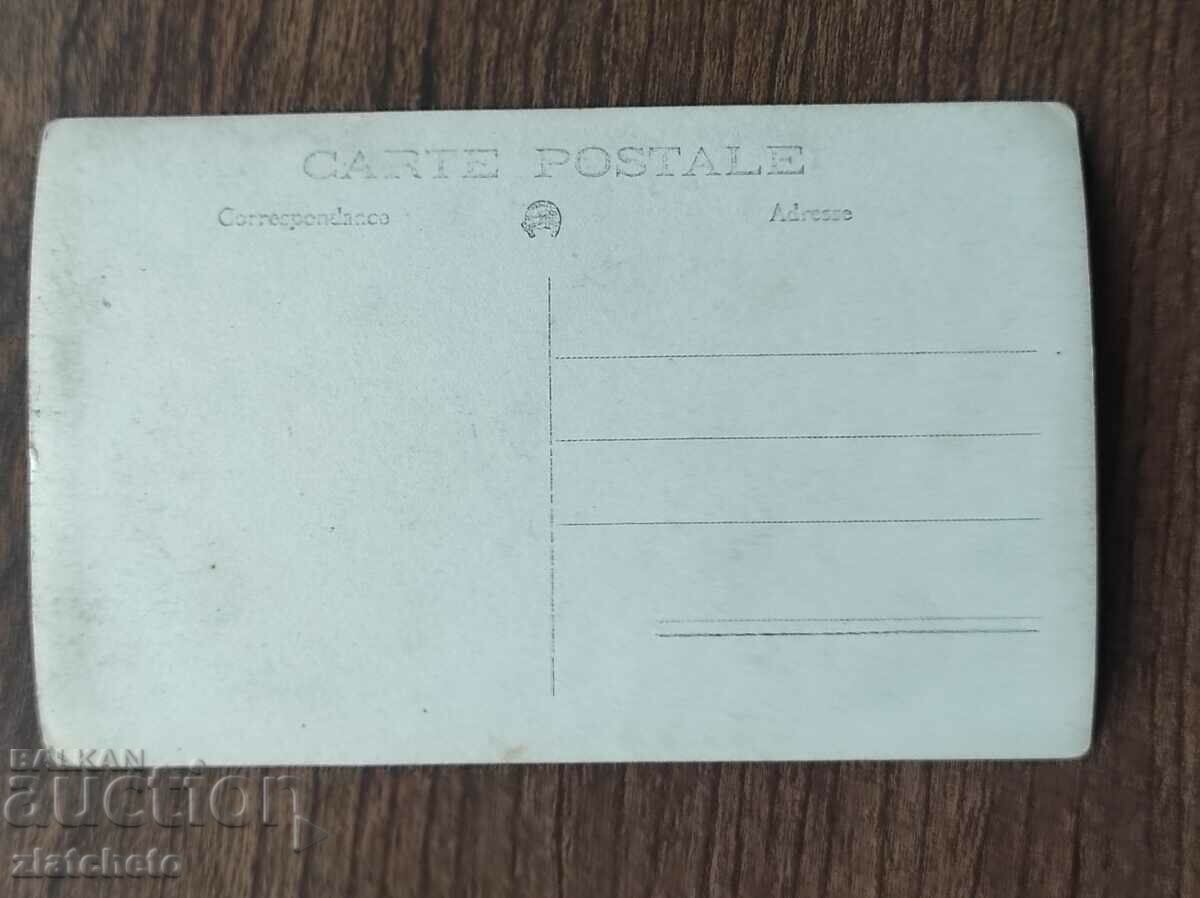 CARTE POSTALE
Correspondance Adresse
BALKAN
auction
zlatcheto